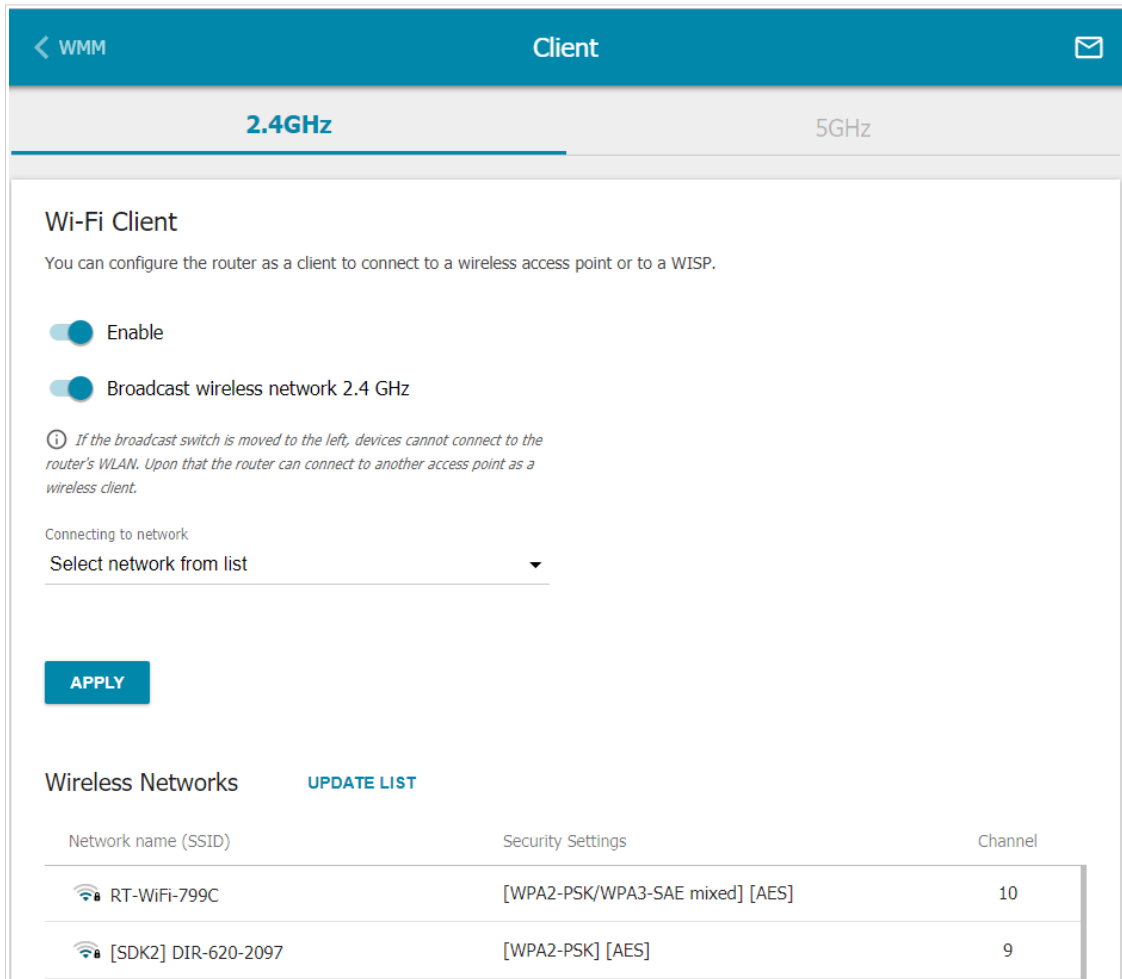 WMM
Client
2.4GHz
5GHz
Wi-Fi Client
You can configure the router as a client to connect to a wireless access point or to a WISP.
Enable
Broadcast wireless network 2.4 GHz
If the broadcast switch is moved to the left, devices cannot connect to the
router's WLAN. Upon that the router can connect to another access point as a
wireless client.
Connecting to network
Select network from list
APPLY
Wireless Networks UPDATE LIST
Network name (SSID) Security Settings Channel
RT-WiFi-799C [WPA2-PSK/WPA3-SAE mixed] [AES] 10
[SDK2] DIR-620-2097 [WPA2-PSK] [AES] 9